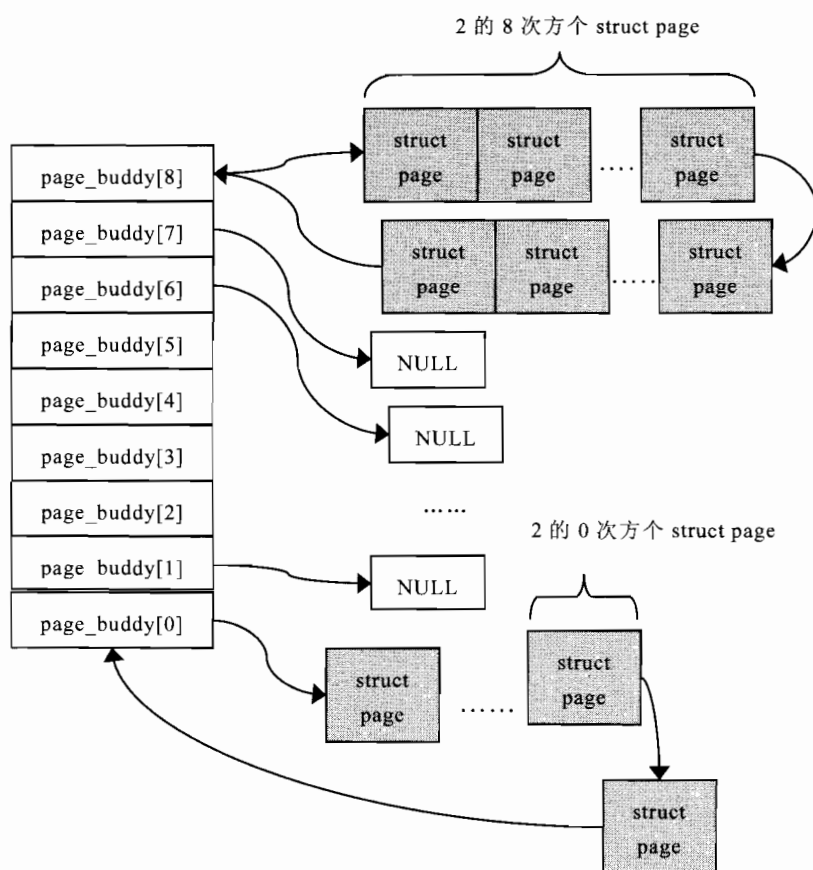 2 的 8 次方个 struct page
struct
page
struct
page
.....
struct
page
page_buddy[8]
page_buddy[7]
page_buddy[6]
page_buddy[5]
page_buddy[4]
page_buddy[3]
page_buddy[2]
page buddy[1]
page_buddy[0]
struct
page
struct
page
......
struct
page
NULL
NULL
……
NULL
2 的 0 次方个 struct page
struct
page
……
struct
page
struct
page